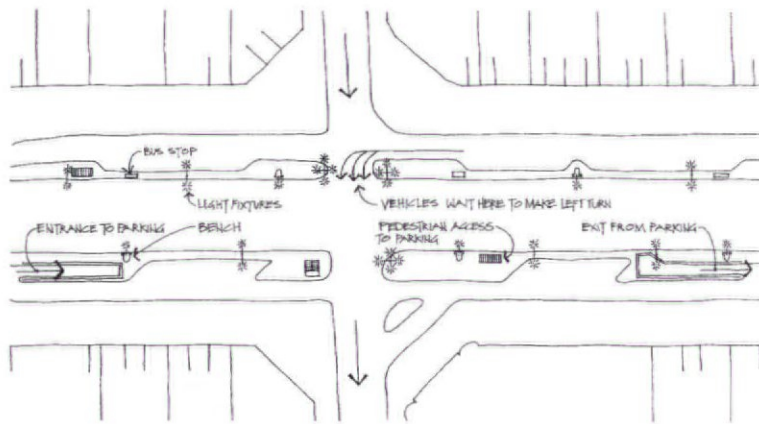 BUS STOP
LIGHT FIXTURES
VEHICLES WAIT HERE TO MAKE LEFT TURN
ENTRANCE TO PARKING
BENCH
PEDESTRIAN ACCESS
TO PARKING
EXIT FROM PARKING